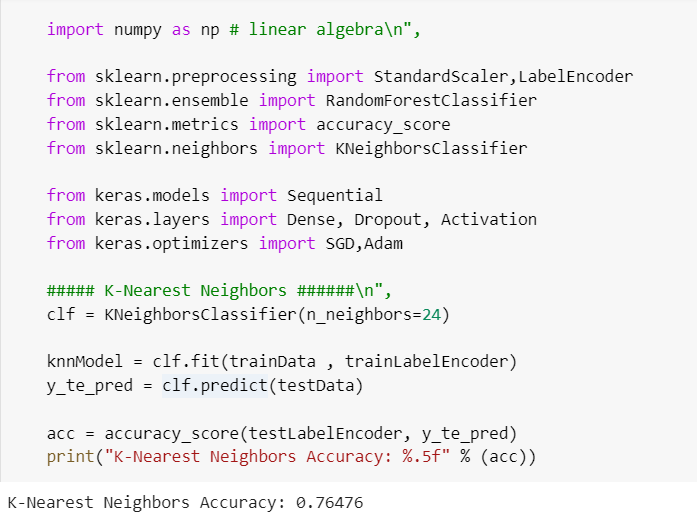 import numpy as np # linear algebra\n",
from sklearn.preprocessing import StandardScaler,LabelEncoder
from sklearn.ensemble import RandomForestClassifier
from sklearn.metrics import accuracy_score
from sklearn.neighbors import KNeighborsClassifier
from keras.models import Sequential
from keras.layers import Dense, Dropout, Activation
from keras.optimizers import SGD,Adam
##### K-Nearest Neighbors ######\n",
clf = KNeighborsClassifier(n_neighbors=24)
knnModel = clf.fit(trainData , trainLabelEncoder)
y_te_pred = clf.predict(testData)
acc = accuracy_score(testLabelEncoder, y_te_pred)
print("K-Nearest Neighbors Accuracy: %.5f" % (acc))
K-Nearest Neighbors Accuracy: 0.76476